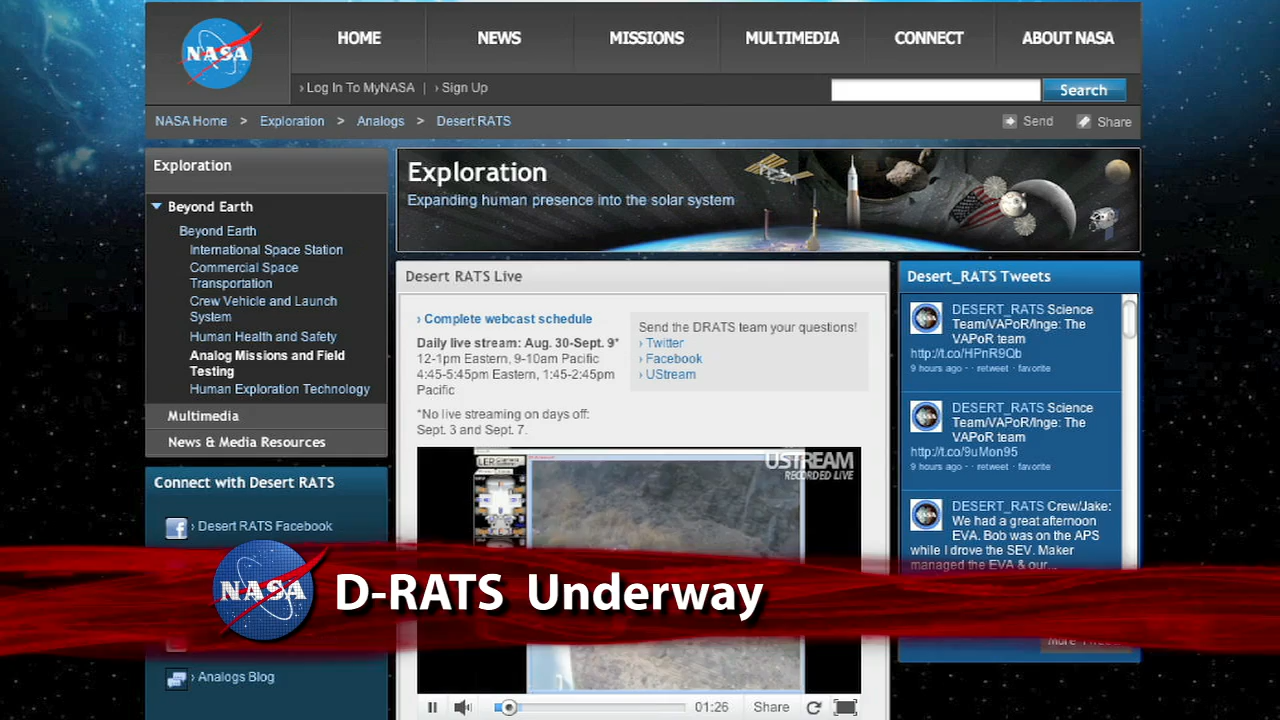 NASA
HOME
NEWS
MISSIONS
MULTIMEDIA
CONNECT
ABOUT NASA
› Log In To MyNASA | › Sign Up
Search
NASA Home > Exploration > Analogs > Desert RATS
Send
Share
Exploration
Beyond Earth
Beyond Earth
International Space Station
Commercial Space
Transportation
Crew Vehicle and Launch
System
Human Health and Safety
Analog Missions and Field
Testing
Human Exploration Technology
Multimedia
News & Media Resources
Connect with Desert RATS
› Desert RATS Facebook
› Analogs Blog
Exploration
Expanding human presence into the solar system
Desert RATS Live
› Complete webcast schedule
Daily live stream: Aug. 30-Sept. 9*
12-1pm Eastern, 9-10am Pacific
4:45-5:45pm Eastern, 1:45-2:45pm
Pacific
*No live streaming on days off:
Sept. 3 and Sept. 7.
Send the DRATS team your questions!
› Twitter
› Facebook
› UStream
LER
USTREAM
RECORDED LIVE
01:26
Share
Desert_RATS Tweets
DESERT_RATS Science
Team/VAPoR/Inge: The
VAPoR team
http://t.co/HPnR9Qb
9 hours ago · · retweet · favorite
DESERT_RATS Science
Team/VAPoR/Inge: The
VAPoR team
http://t.co/9uMon95
9 hours ago · · retweet · favorite
DESERT_RATS Crew/Jake:
We had a great afternoon
EVA. Bob was on the APS
while I drove the SEV. Maker
managed the EVA & our...
NASA
D-RATS Underway